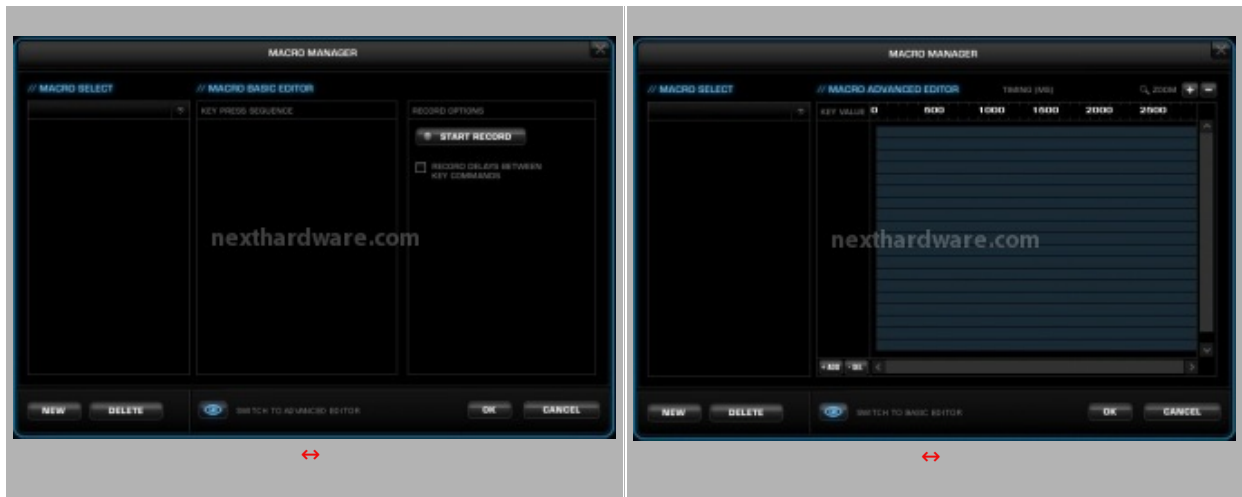 MACRO MANAGER
// MACRO SELECT
// MACRO BASIC EDITOR
KEY PRESS SEQUENCE
RECORD OPTIONS
START RECORD
RECORD DELAYS BETWEEN
KEY COMMANDS
nexthardware.com
NEW
DELETE
SWITCH TO ADVANCED EDITOR
OK
CANCEL
MACRO MANAGER
// MACRO SELECT
// MACRO ADVANCED EDITOR
TIMING (MS)
ZOOM
+
-
KEY VALUE
0 500 1000 1500 2000 2500
nexthardware.com
+ ADD
- DEL
NEW
DELETE
SWITCH TO BASIC EDITOR
OK
CANCEL